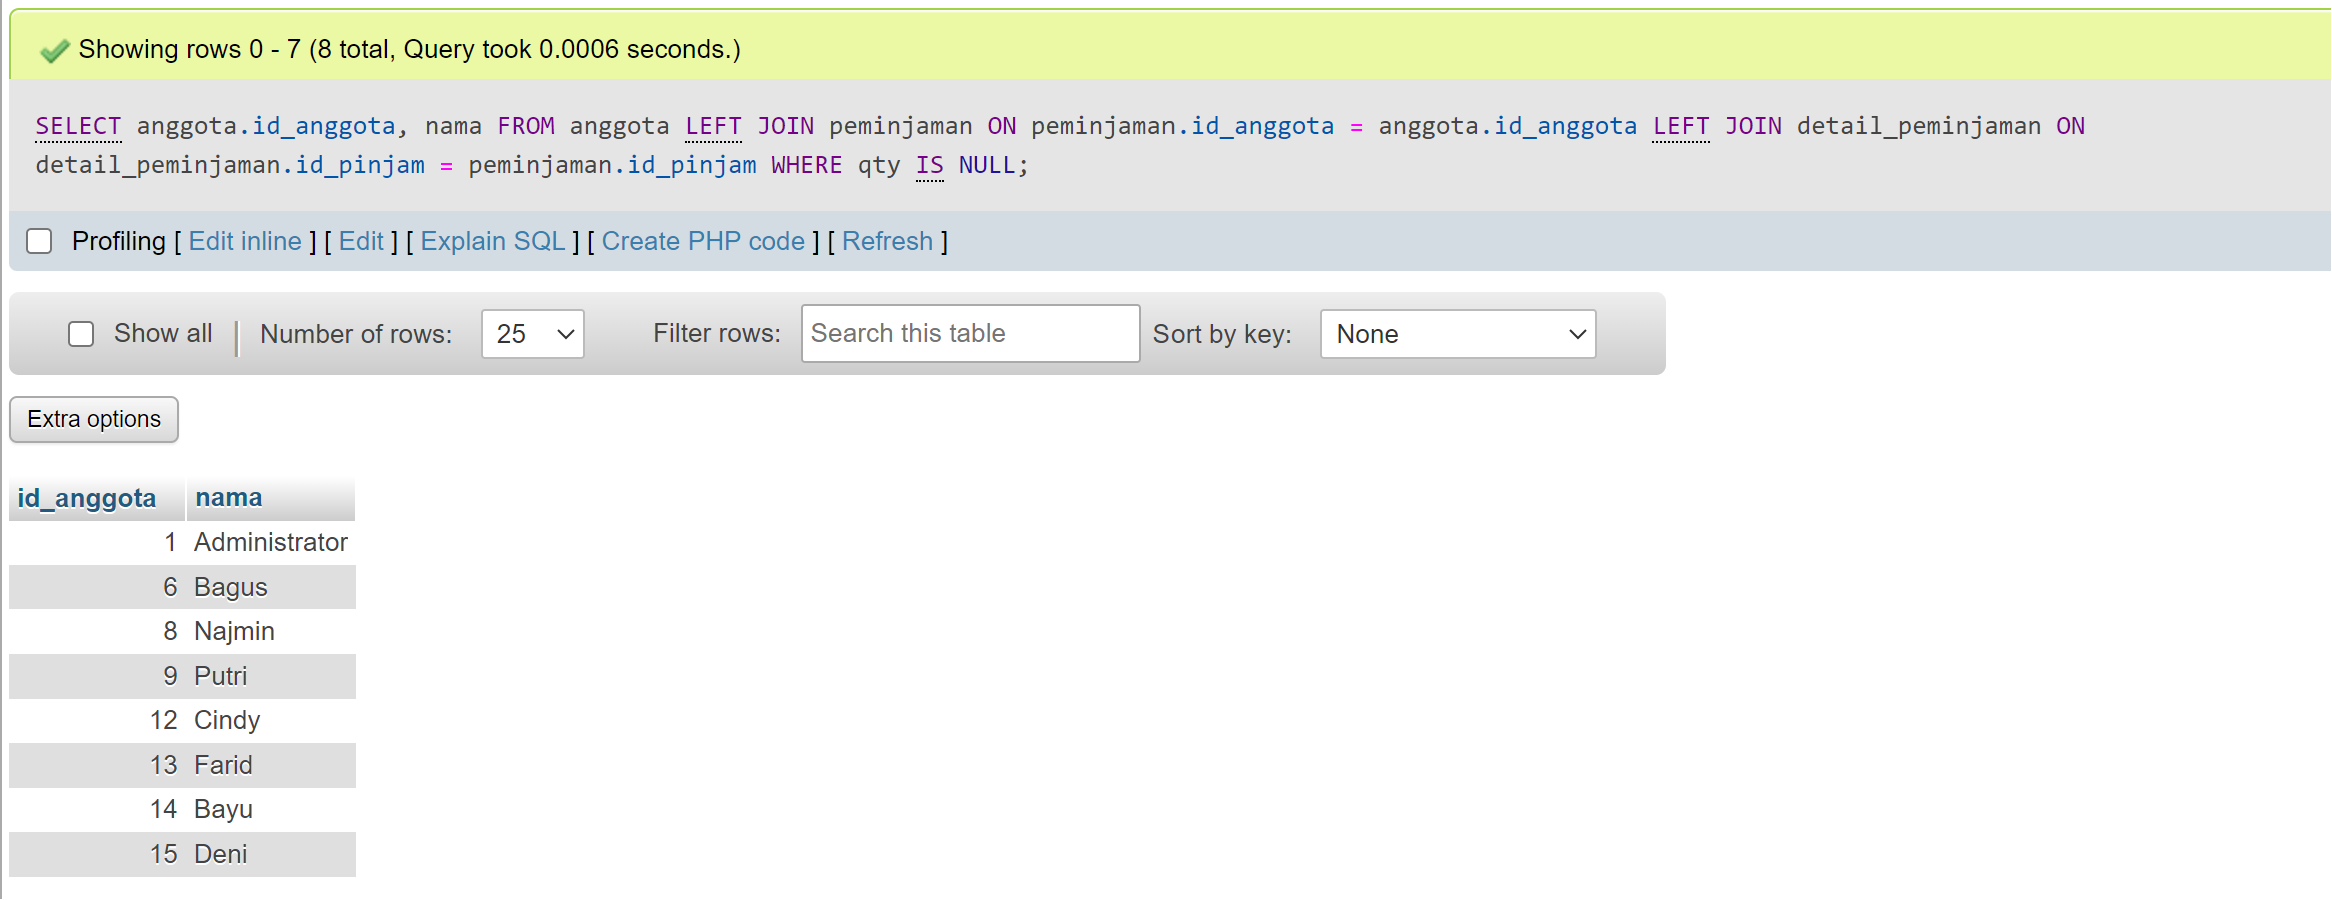 Showing rows 0 - 7 (8 total, Query took 0.0006 seconds.)
SELECT anggota.id_anggota, nama FROM anggota LEFT JOIN peminjaman ON peminjaman.id_anggota = anggota.id_anggota LEFT JOIN detail_peminjaman ON
detail_peminjaman.id_pinjam = peminjaman.id_pinjam WHERE qty IS NULL;
Profiling [ Edit inline ] [ Edit ] [ Explain SQL ] [ Create PHP code ] [ Refresh ]
Show all | Number of rows: 25 Filter rows: Search this table Sort by key: None
Extra options
id_anggota nama
1 Administrator
6 Bagus
8 Najmin
9 Putri
12 Cindy
13 Farid
14 Bayu
15 Deni